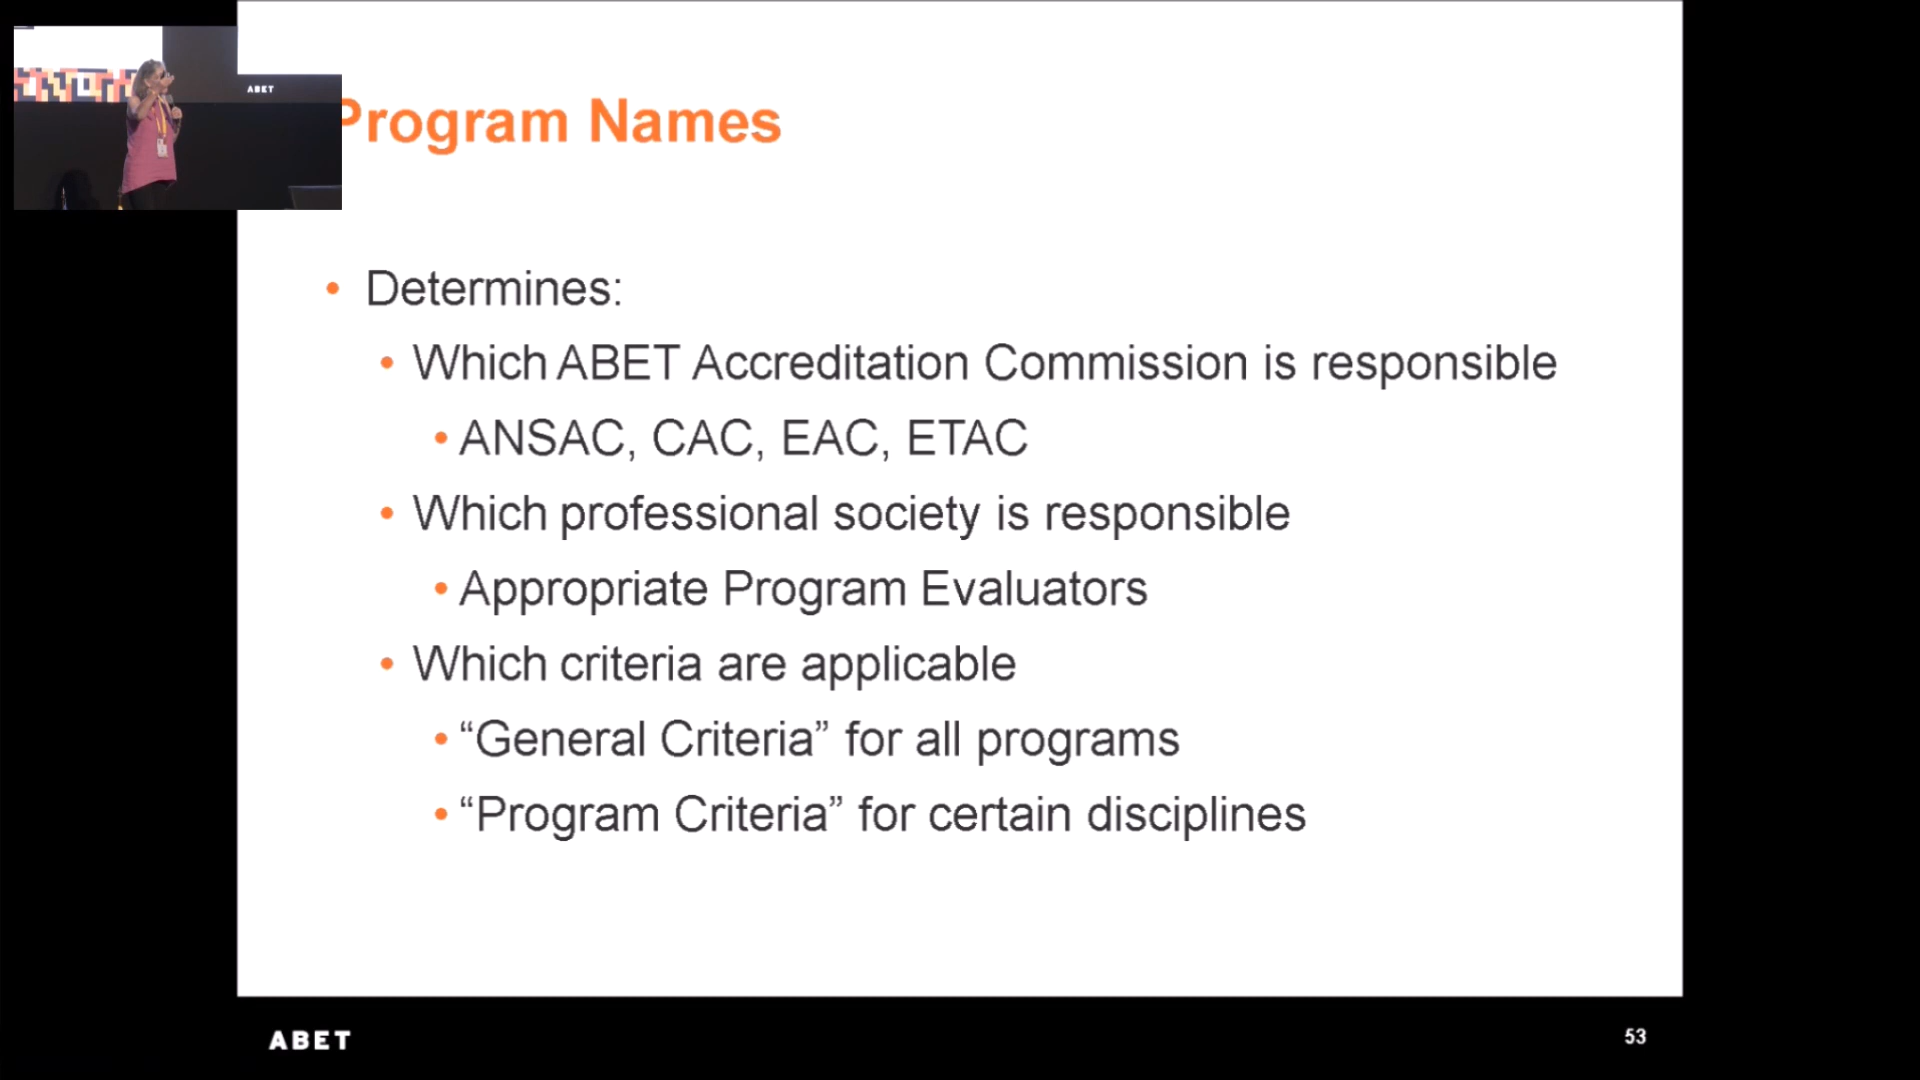 ABET
Program Names
• Determines:
• Which ABET Accreditation Commission is responsible
• ANSAC, CAC, EAC, ETAC
• Which professional society is responsible
• Appropriate Program Evaluators
• Which criteria are applicable
• “General Criteria” for all programs
• “Program Criteria” for certain disciplines
ABET
53